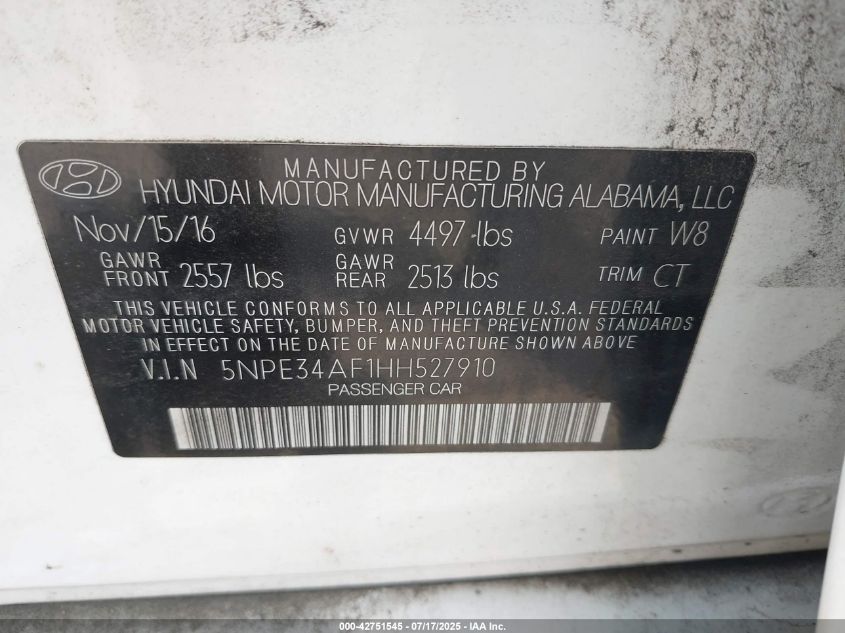 MANUFACTURED BY
HYUNDAI MOTOR MANUFACTURING ALABAMA, LLC
Nov/15/16 GVWR 4497 lbs PAINT W8
GAWR FRONT 2557 lbs GAWR REAR 2513 lbs TRIM CT
THIS VEHICLE CONFORMS TO ALL APPLICABLE U.S.A. FEDERAL
MOTOR VEHICLE SAFETY, BUMPER, AND THEFT PREVENTION STANDARDS
IN EFFECT ON THE DATE OF MANUFACTURE SHOWN ABOVE.
V.I.N 5NPE34AF1HH527910
PASSENGER CAR
000-42751545 - 07/17/2025 - IAA Inc.